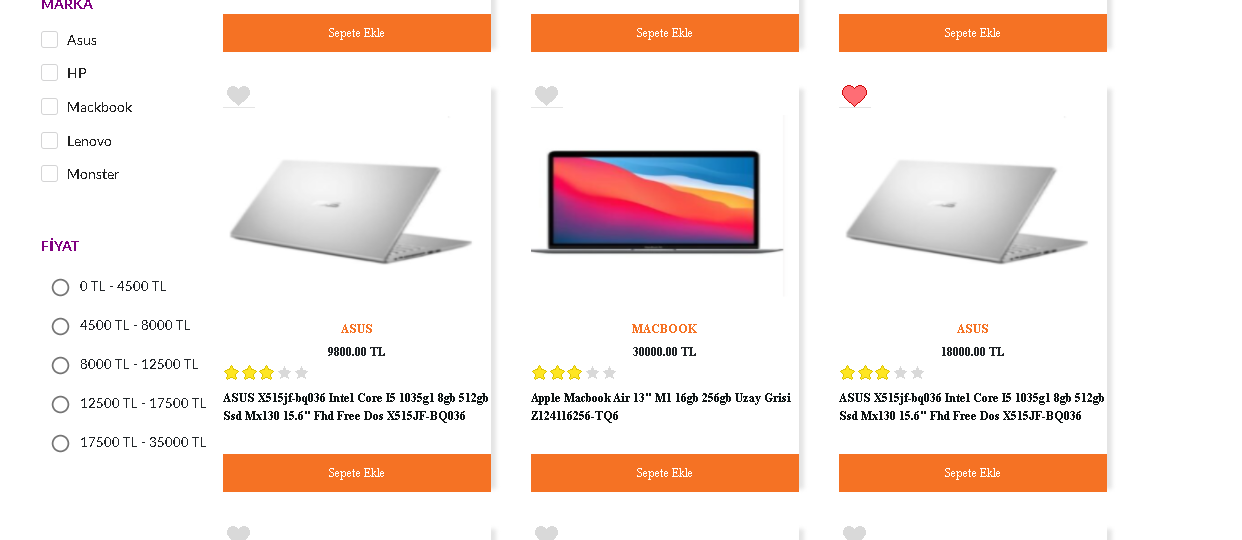 MARKA
Asus
HP
Mackbook
Lenovo
Monster
FİYAT
0 TL - 4500 TL
4500 TL - 8000 TL
8000 TL - 12500 TL
12500 TL - 17500 TL
17500 TL - 35000 TL
Sepete Ekle
Sepete Ekle
Sepete Ekle
ASUS
9800.00 TL
ASUS X515jf-bq036 Intel Core I5 1035g1 8gb 512gb
Ssd Mx130 15.6" Fhd Free Dos X515JF-BQ036
Sepete Ekle
MACBOOK
30000.00 TL
Apple Macbook Air 13" M1 16gb 256gb Uzay Grisi
Z124116256-TQ6
Sepete Ekle
ASUS
18000.00 TL
ASUS X515jf-bq036 Intel Core I5 1035g1 8gb 512gb
Ssd Mx130 15.6" Fhd Free Dos X515JF-BQ036
Sepete Ekle